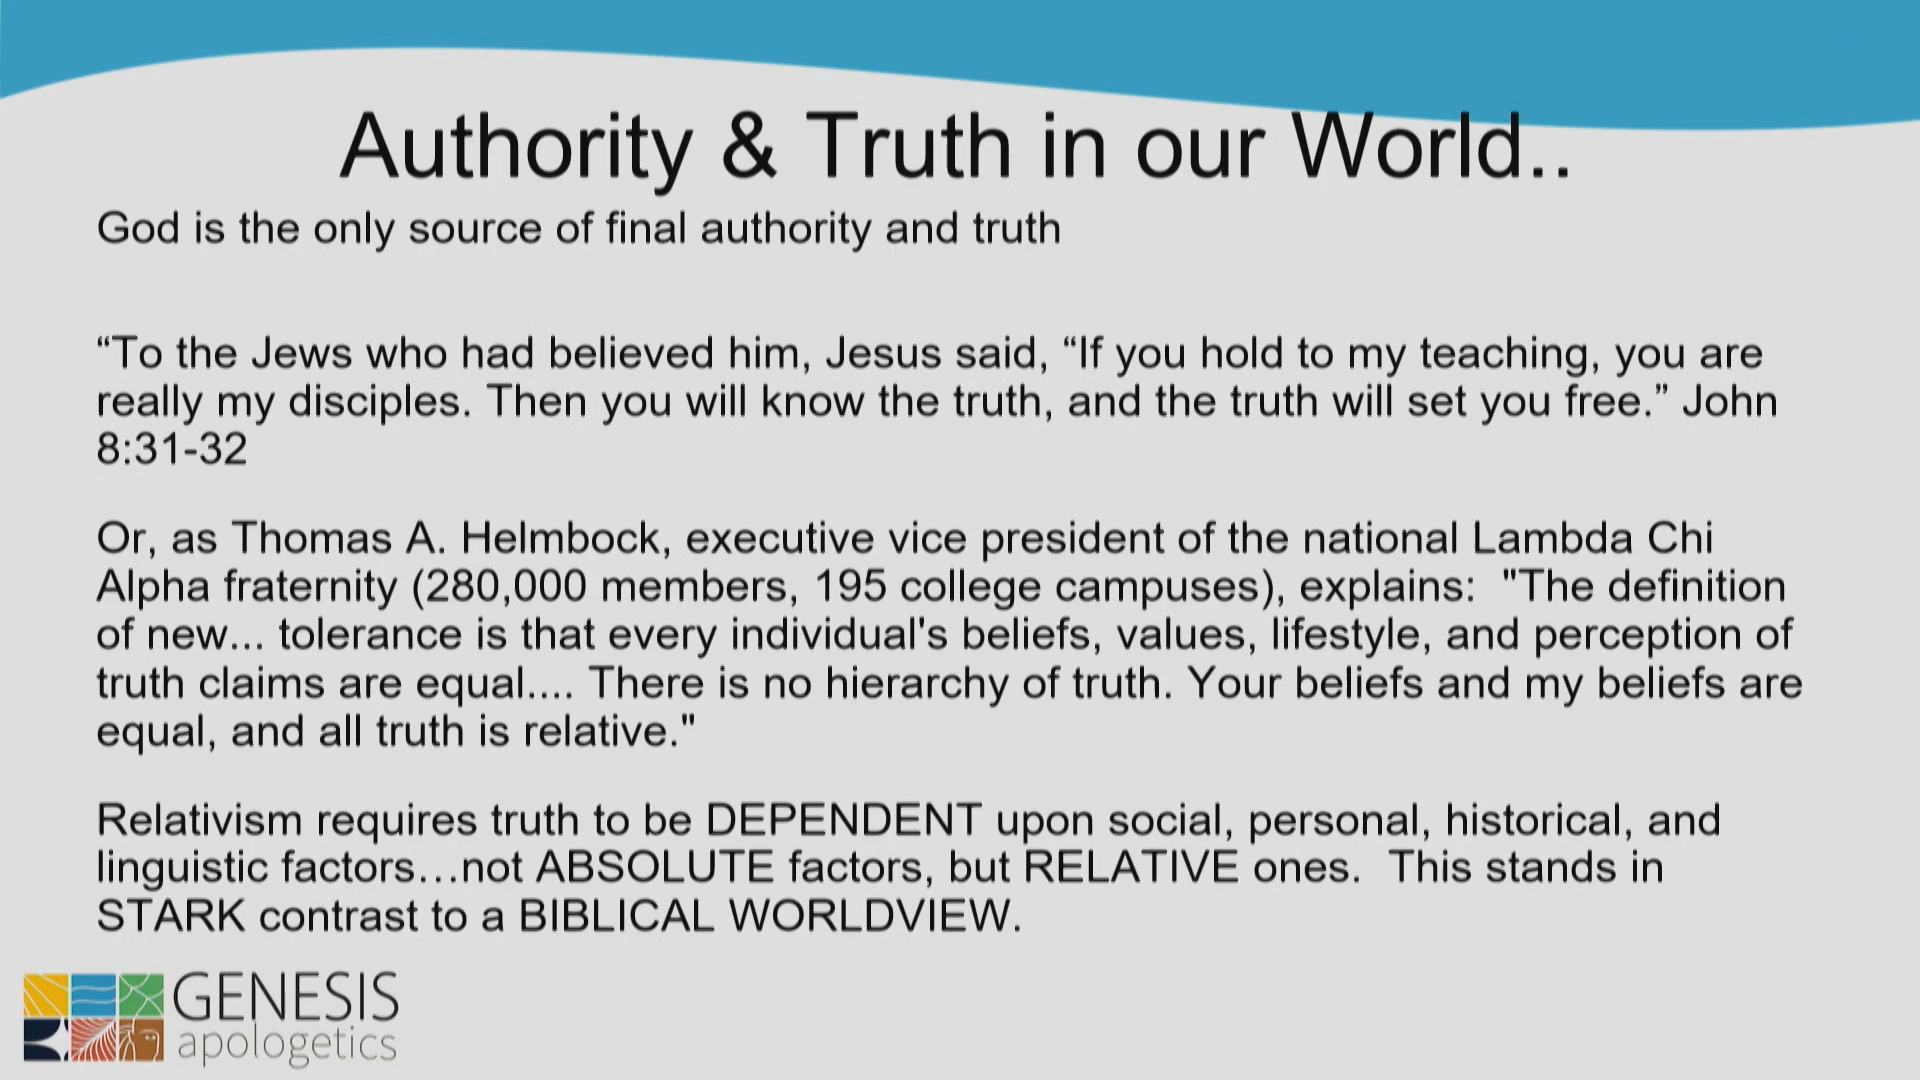 Authority & Truth in our World..
God is the only source of final authority and truth
“To the Jews who had believed him, Jesus said, “If you hold to my teaching, you are
really my disciples. Then you will know the truth, and the truth will set you free.” John
8:31-32
Or, as Thomas A. Helmbock, executive vice president of the national Lambda Chi
Alpha fraternity (280,000 members, 195 college campuses), explains:  "The definition
of new... tolerance is that every individual's beliefs, values, lifestyle, and perception of
truth claims are equal.... There is no hierarchy of truth. Your beliefs and my beliefs are
equal, and all truth is relative."
Relativism requires truth to be DEPENDENT upon social, personal, historical, and
linguistic factors…not ABSOLUTE factors, but RELATIVE ones.  This stands in
STARK contrast to a BIBLICAL WORLDVIEW.
GENESIS
apologetics